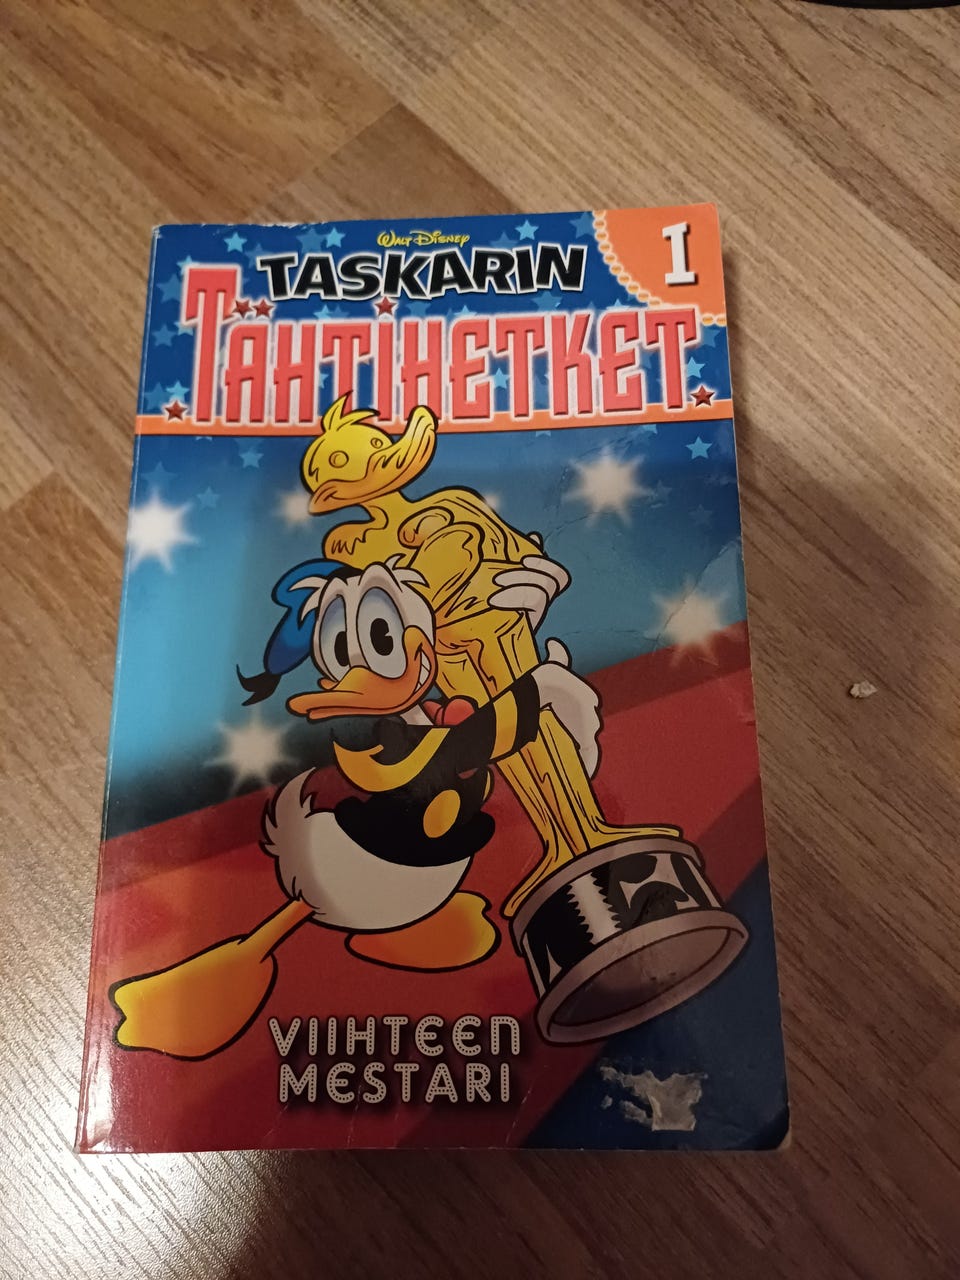 WALT DISNEY
TASKARIN
TÄHTIHETKET
I
VIIHTEEN
MESTARI